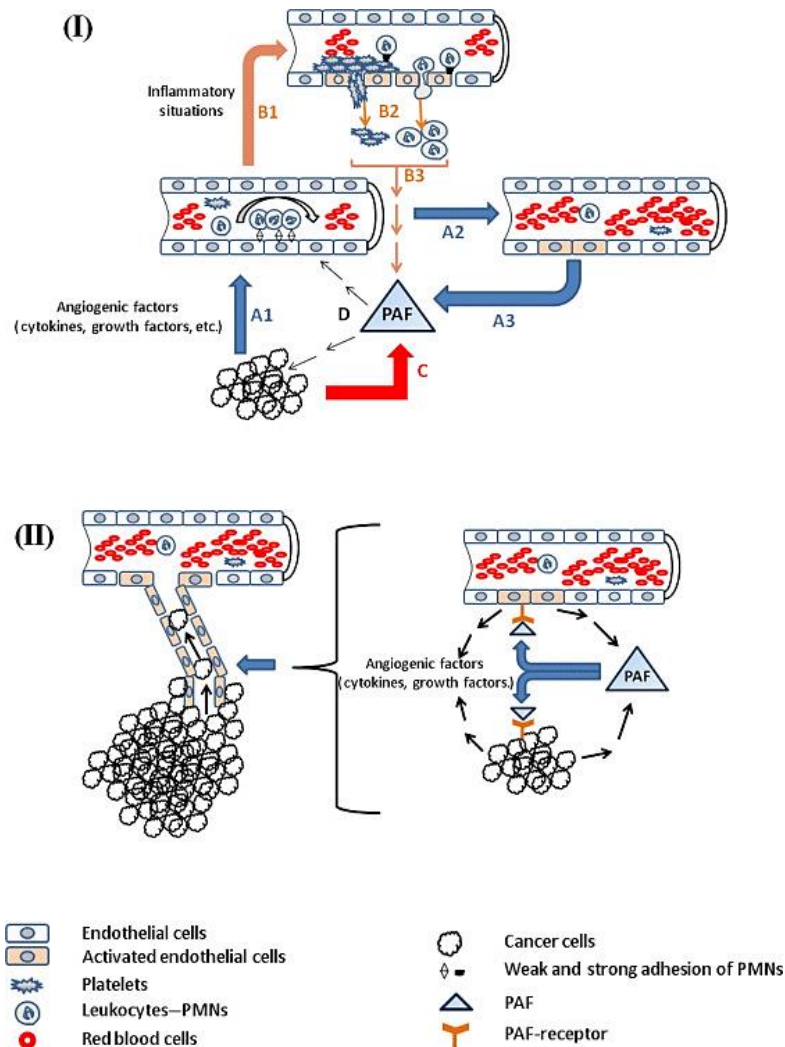 (I)
Inflammatory
situations
B1
B2
B3
A2
Angiogenic factors
(cytokines, growth factors, etc.)
A1
D
PAF
A3
C
(II)
Angiogenic factors
(cytokines, growth factors.)
PAF
Endothelial cells
Activated endothelial cells
Platelets
Leukocytes—PMNs
Red blood cells
Cancer cells
Weak and strong adhesion of PMNs
PAF
PAF-receptor